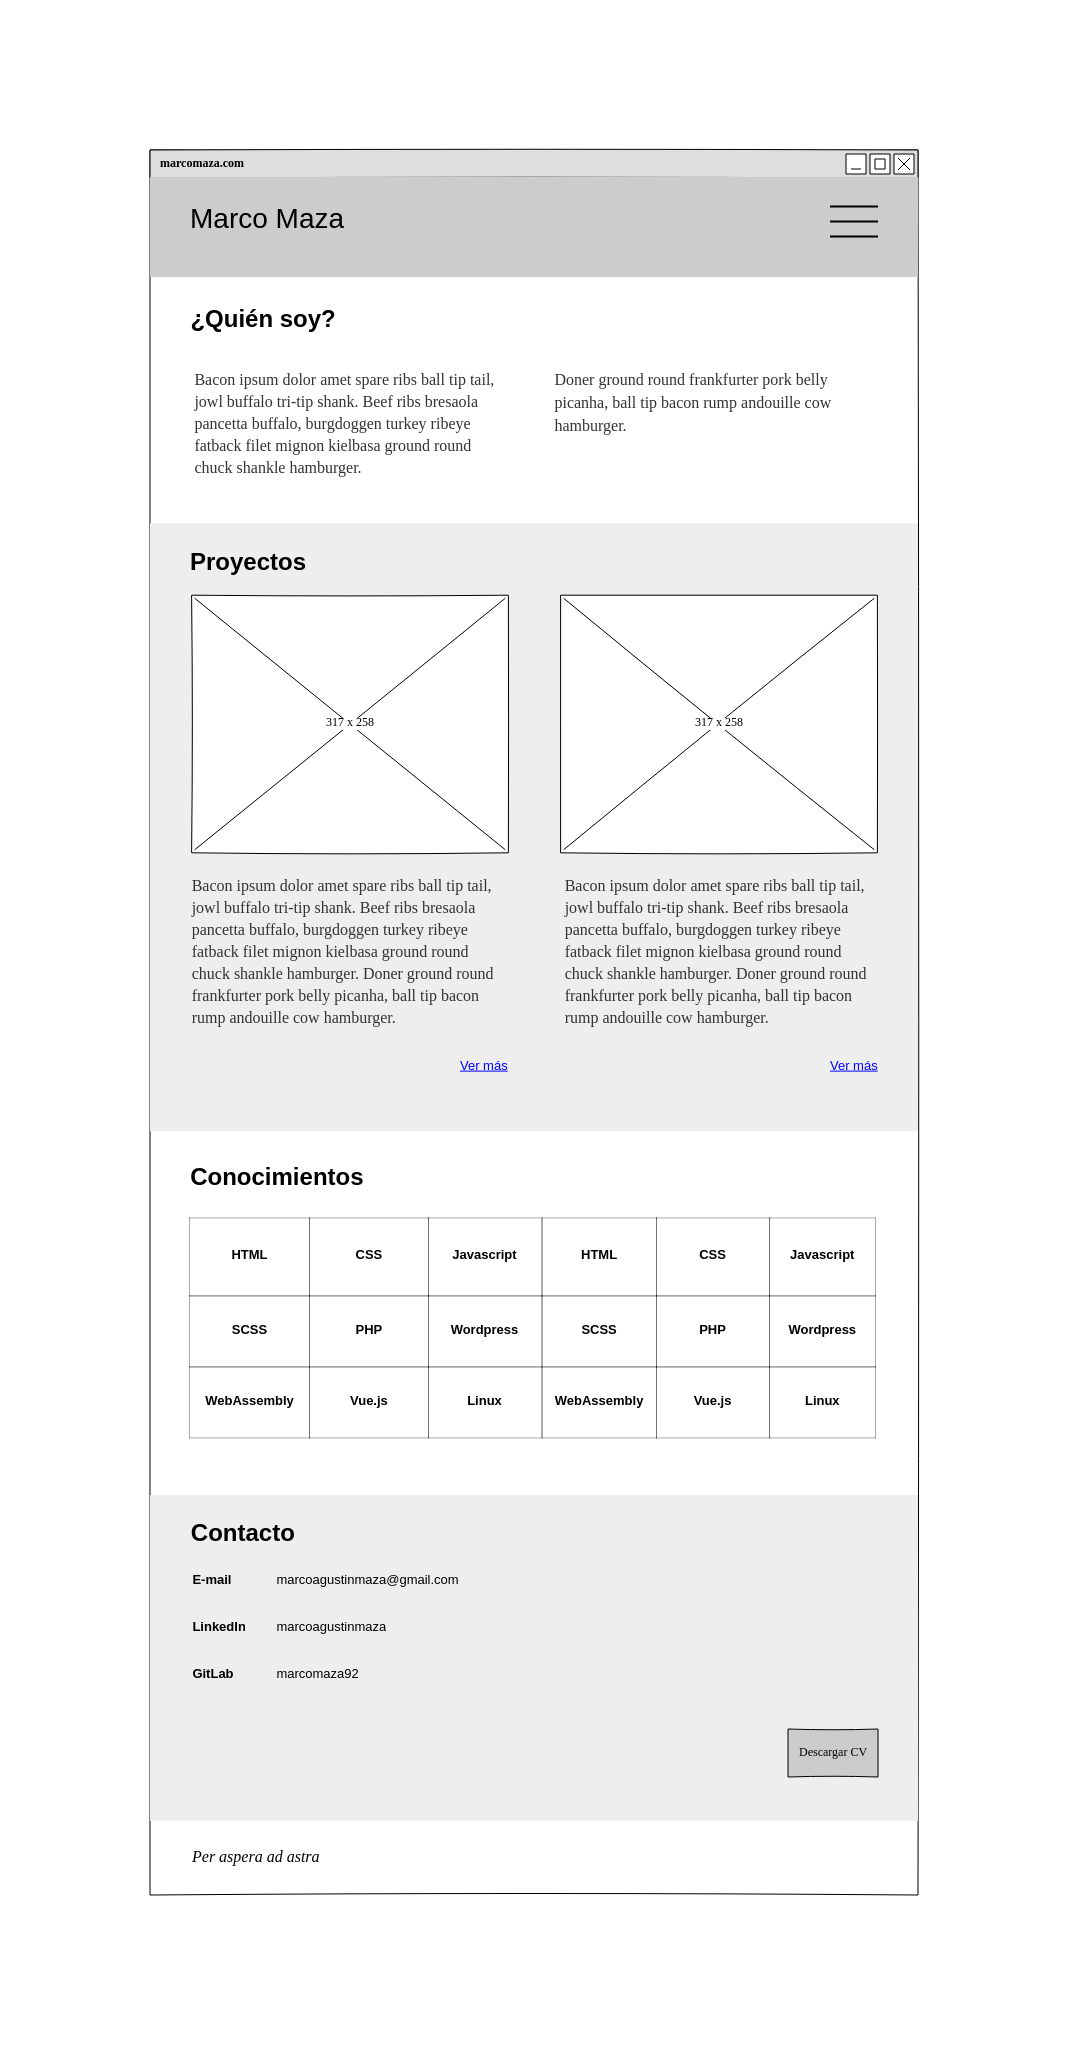 marcomaza.com
Marco Maza
¿Quién soy?
Bacon ipsum dolor amet spare ribs ball tip tail,
jowl buffalo tri-tip shank. Beef ribs bresaola
pancetta buffalo, burgdoggen turkey ribeye
fatback filet mignon kielbasa ground round
chuck shankle hamburger.
Doner ground round frankfurter pork belly
picanha, ball tip bacon rump andouille cow
hamburger.
Proyectos
317 x 258
Bacon ipsum dolor amet spare ribs ball tip tail,
jowl buffalo tri-tip shank. Beef ribs bresaola
pancetta buffalo, burgdoggen turkey ribeye
fatback filet mignon kielbasa ground round
chuck shankle hamburger. Doner ground round
frankfurter pork belly picanha, ball tip bacon
rump andouille cow hamburger.
Ver más
317 x 258
Bacon ipsum dolor amet spare ribs ball tip tail,
jowl buffalo tri-tip shank. Beef ribs bresaola
pancetta buffalo, burgdoggen turkey ribeye
fatback filet mignon kielbasa ground round
chuck shankle hamburger. Doner ground round
frankfurter pork belly picanha, ball tip bacon
rump andouille cow hamburger.
Ver más
Conocimientos
HTML CSS Javascript HTML CSS Javascript
SCSS PHP Wordpress SCSS PHP Wordpress
WebAssembly Vue.js Linux WebAssembly Vue.js Linux
Contacto
E-mail marcoagustinmaza@gmail.com
LinkedIn marcoagustinmaza
GitLab marcomaza92
Descargar CV
Per aspera ad astra